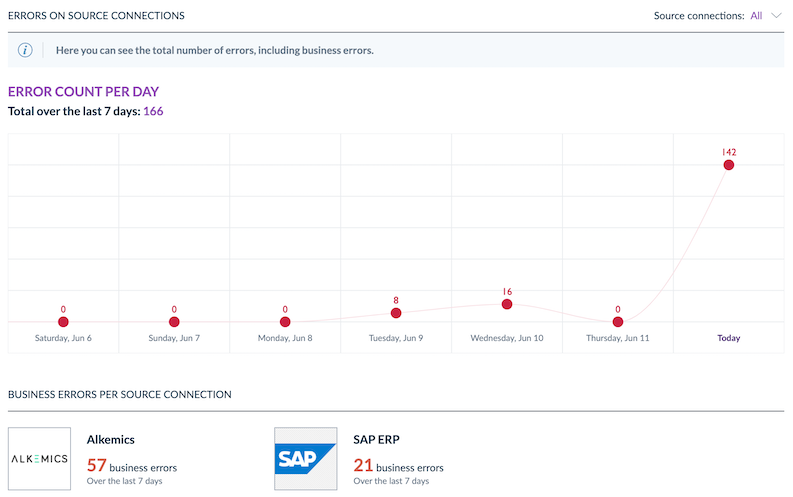 ERRORS ON SOURCE CONNECTIONS
Source connections: All
i
Here you can see the total number of errors, including business errors.
ERROR COUNT PER DAY
Total over the last 7 days: 166
142
16
8
0 0 0 0
Saturday, Jun 6 Sunday, Jun 7 Monday, Jun 8 Tuesday, Jun 9 Wednesday, Jun 10 Thursday, Jun 11 Today
BUSINESS ERRORS PER SOURCE CONNECTION
ALKEMICS
Alkemics
57 business errors
Over the last 7 days
SAP
SAP ERP
21 business errors
Over the last 7 days